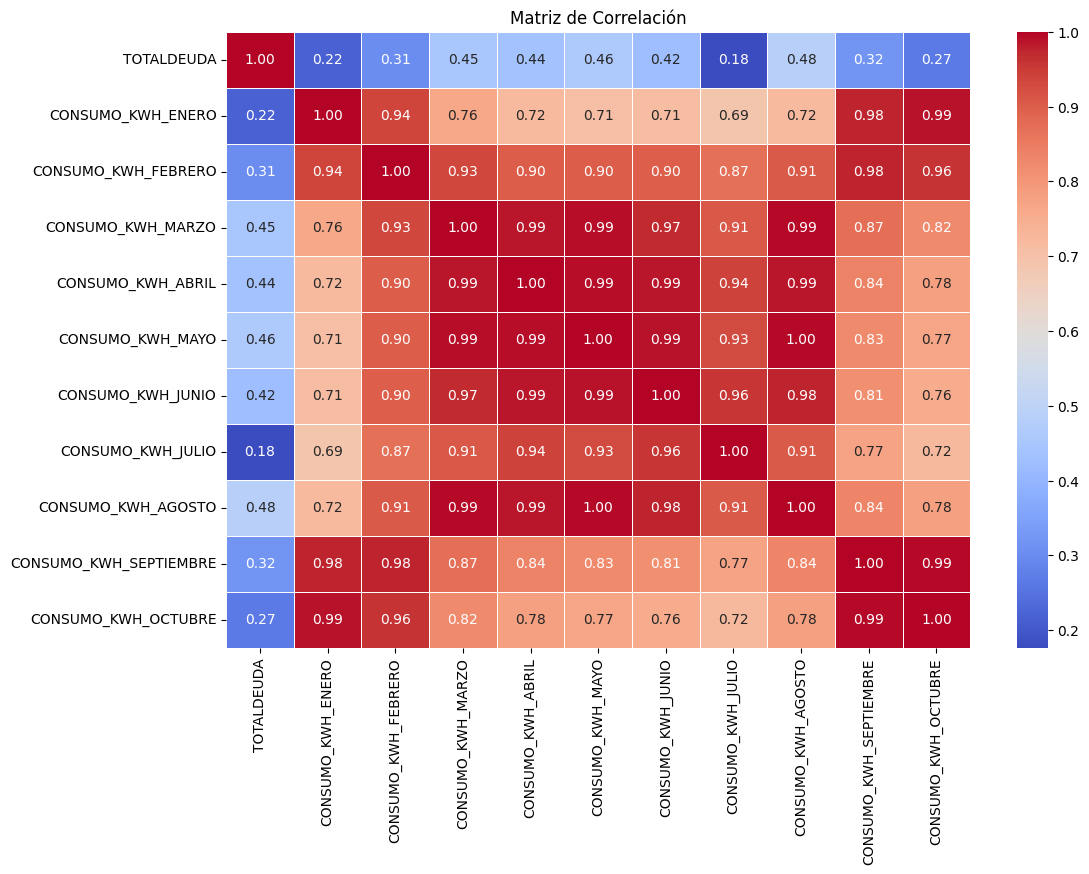 Matriz de Correlación
TOTALDEUDA 1.00 0.22 0.31 0.45 0.44 0.46 0.42 0.18 0.48 0.32 0.27
CONSUMO_KWH_ENERO 0.22 1.00 0.94 0.76 0.72 0.71 0.71 0.69 0.72 0.98 0.99
CONSUMO_KWH_FEBRERO 0.31 0.94 1.00 0.93 0.90 0.90 0.90 0.87 0.91 0.98 0.96
CONSUMO_KWH_MARZO 0.45 0.76 0.93 1.00 0.99 0.99 0.97 0.91 0.99 0.87 0.82
CONSUMO_KWH_ABRIL 0.44 0.72 0.90 0.99 1.00 0.99 0.99 0.94 0.99 0.84 0.78
CONSUMO_KWH_MAYO 0.46 0.71 0.90 0.99 0.99 1.00 0.99 0.93 1.00 0.83 0.77
CONSUMO_KWH_JUNIO 0.42 0.71 0.90 0.97 0.99 0.99 1.00 0.96 0.98 0.81 0.76
CONSUMO_KWH_JULIO 0.18 0.69 0.87 0.91 0.94 0.93 0.96 1.00 0.91 0.77 0.72
CONSUMO_KWH_AGOSTO 0.48 0.72 0.91 0.99 0.99 1.00 0.98 0.91 1.00 0.84 0.78
CONSUMO_KWH_SEPTIEMBRE 0.32 0.98 0.98 0.87 0.84 0.83 0.81 0.77 0.84 1.00 0.99
CONSUMO_KWH_OCTUBRE 0.27 0.99 0.96 0.82 0.78 0.77 0.76 0.72 0.78 0.99 1.00
TOTALDEUDA
CONSUMO_KWH_ENERO
CONSUMO_KWH_FEBRERO
CONSUMO_KWH_MARZO
CONSUMO_KWH_ABRIL
CONSUMO_KWH_MAYO
CONSUMO_KWH_JUNIO
CONSUMO_KWH_JULIO
CONSUMO_KWH_AGOSTO
CONSUMO_KWH_SEPTIEMBRE
CONSUMO_KWH_OCTUBRE
1.0
0.9
0.8
0.7
0.6
0.5
0.4
0.3
0.2